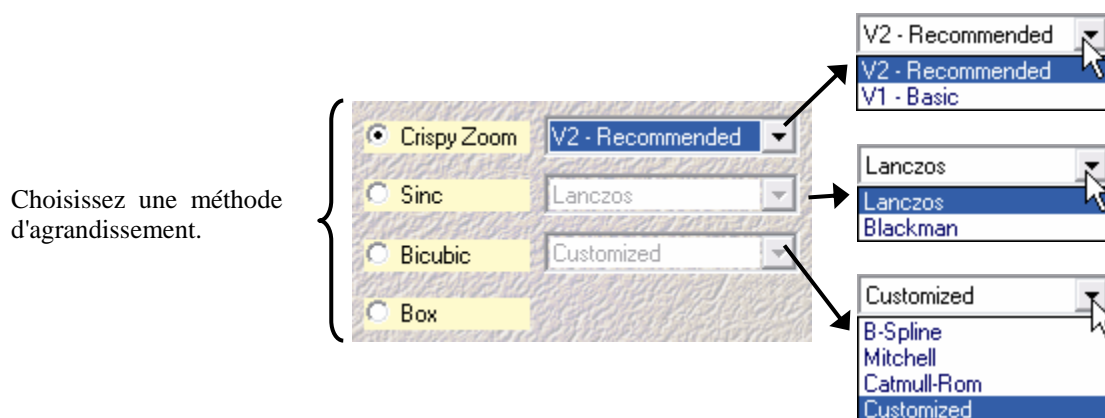 Choisissez une méthode
d'agrandissement.
Crispy Zoom
V2 - Recommended
Sinc
Lanczos
Bicubic
Customized
Box
V2 - Recommended
V2 - Recommended
V1 - Basic
Lanczos
Lanczos
Blackman
Customized
B-Spline
Mitchell
Catmull-Rom
Customized